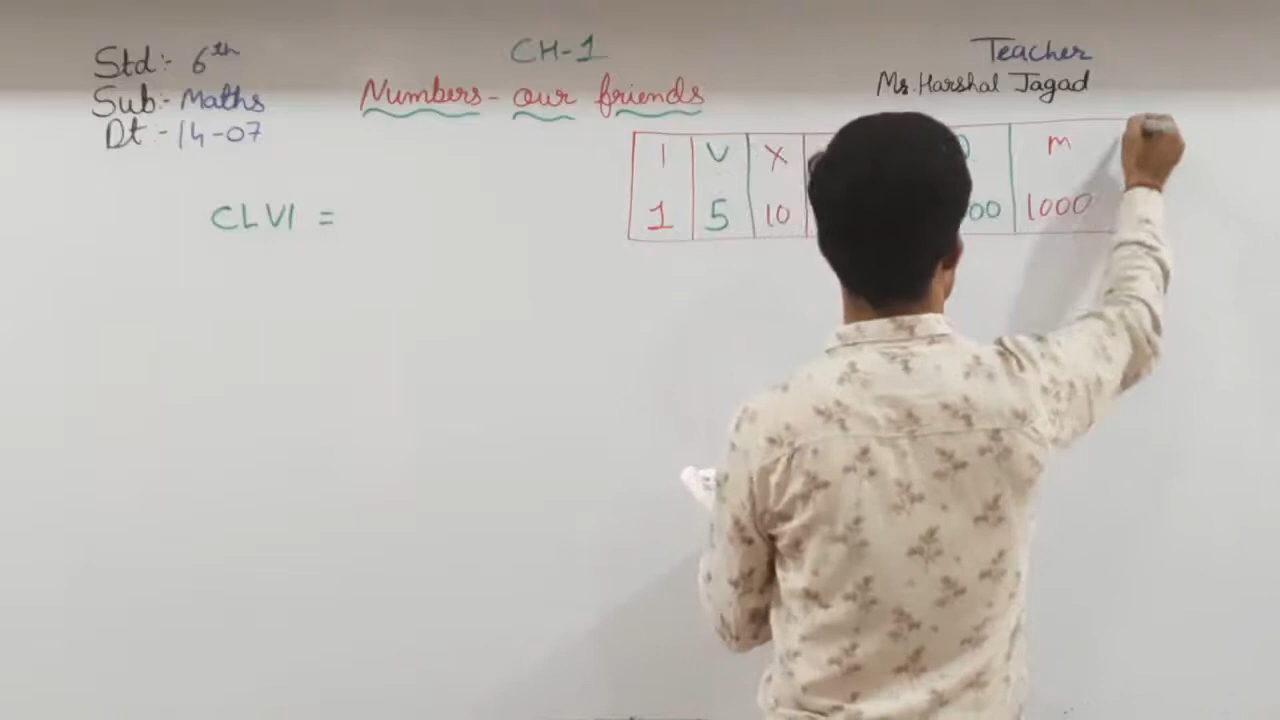 Std:- 6th
CH-1
Teacher
Sub:- Maths
Numbers- our friends
Mr. Harshal Jagad
Dt:- 14-07
I V X M
CLVI =
1 5 10 1000